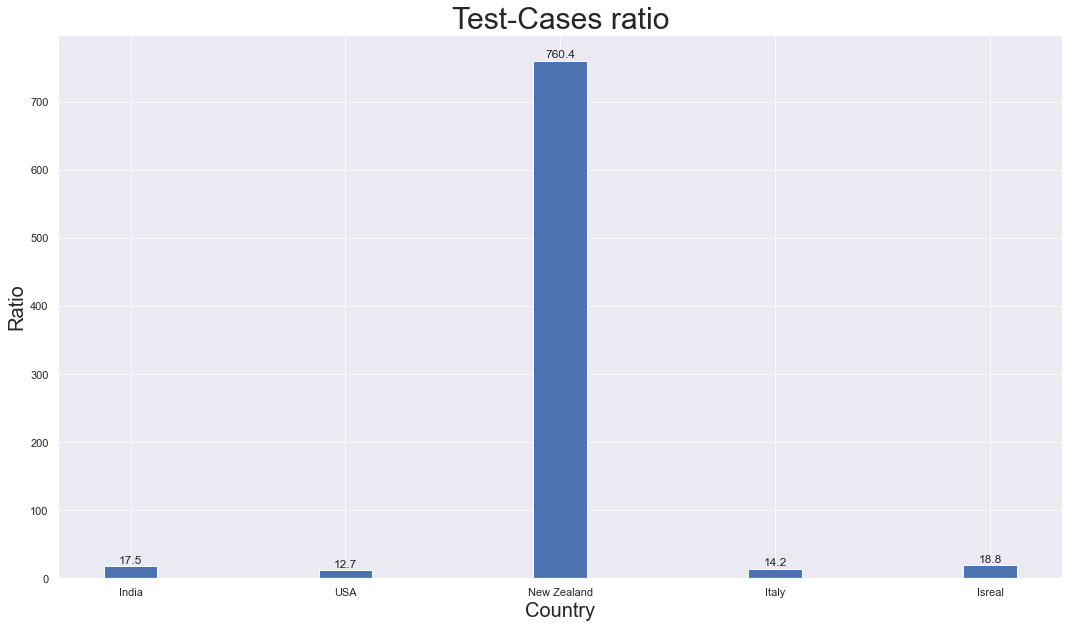 Test-Cases ratio
760.4
700
600
500
400
300
200
100
0
Ratio
17.5
12.7
14.2
18.8
India
USA
New Zealand
Italy
Isreal
Country